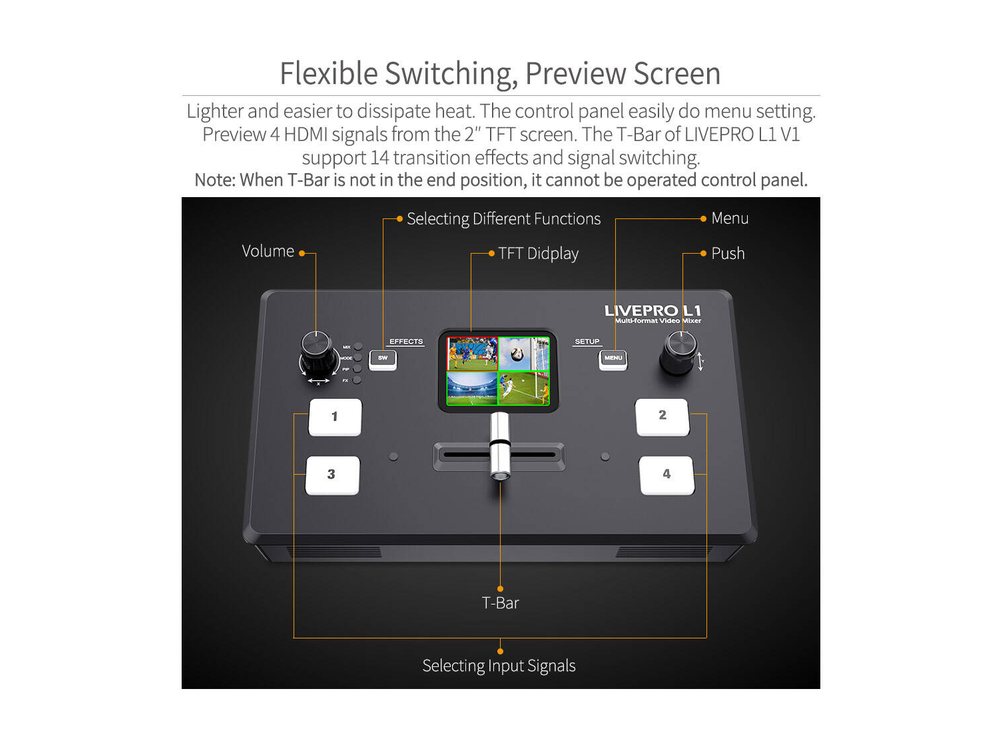 Flexible Switching, Preview Screen
Lighter and easier to dissipate heat. The control panel easily do menu setting.
Preview 4 HDMI signals from the 2" TFT screen. The T-Bar of LIVEPRO L1 V1
support 14 transition effects and signal switching.
Note: When T-Bar is not in the end position, it cannot be operated control panel.
Selecting Different Functions
Menu
Volume
TFT Didplay
Push
LIVEPRO L1
Multi-format Video Mixer
EFFECTS
SETUP
MIX
MODE
PIP
FX
SW
MENU
X
Y
1
2
3
4
T-Bar
Selecting Input Signals